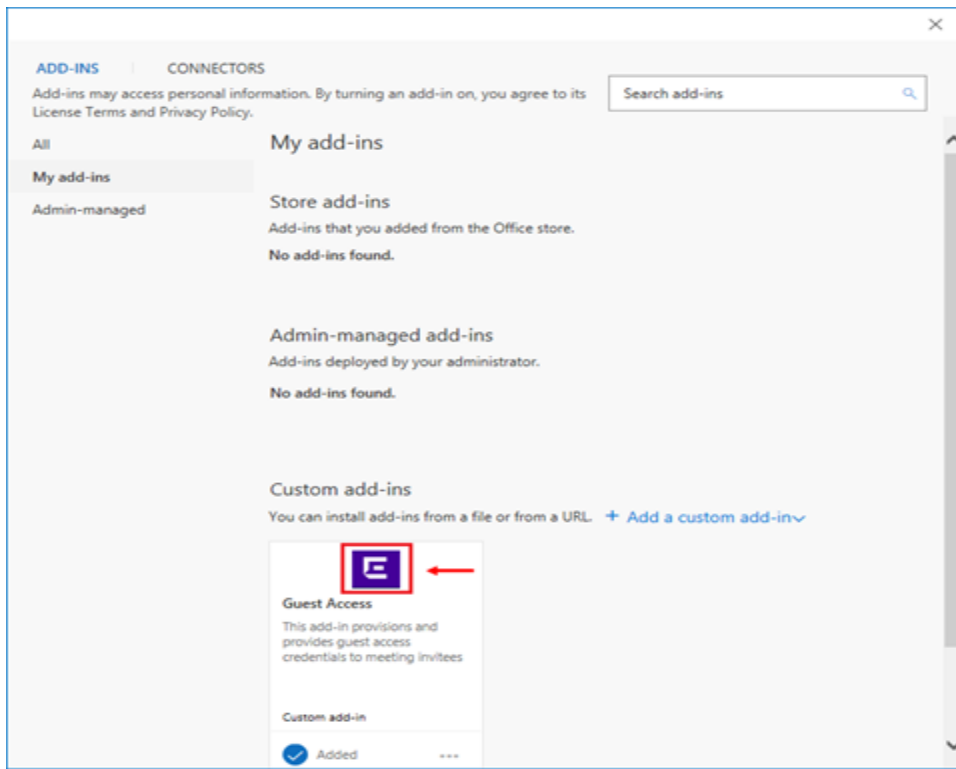 ADD-INS
CONNECTORS
Add-ins may access personal information. By turning an add-in on, you agree to its
License Terms and Privacy Policy.
Search add-ins
All
My add-ins
Admin-managed
My add-ins
Store add-ins
Add-ins that you added from the Office store.
No add-ins found.
Admin-managed add-ins
Add-ins deployed by your administrator.
No add-ins found.
Custom add-ins
You can install add-ins from a file or from a URL. + Add a custom add-in
E
Guest Access
This add-in provisions and
provides guest access
credentials to meeting invitees
Custom add-in
Added